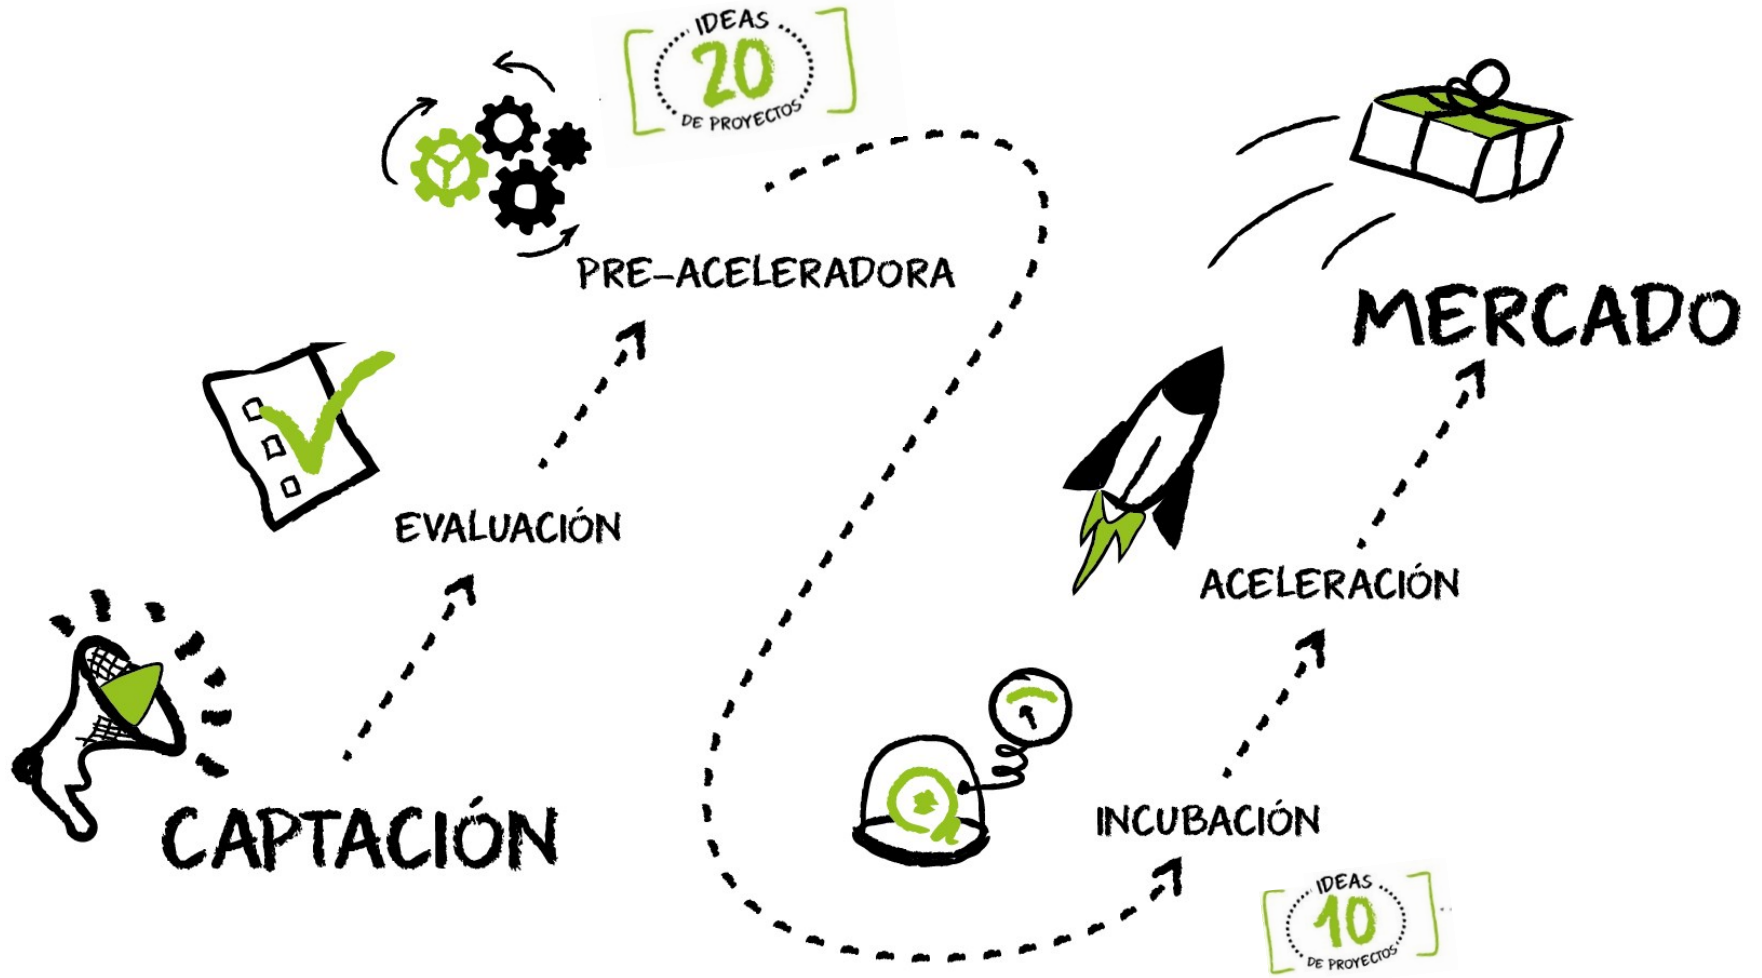 IDEAS
20
DE PROYECTOS
PRE-ACELERADORA
MERCADO
EVALUACIÓN
ACELERACIÓN
CAPTACIÓN
INCUBACIÓN
IDEAS
10
DE PROYECTOS